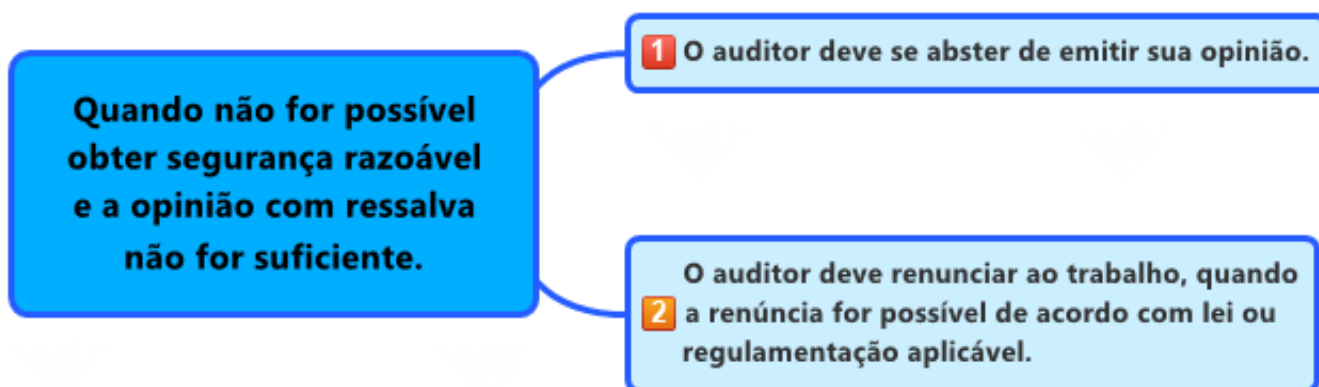 Quando não for possível
obter segurança razoável
e a opinião com ressalva
não for suficiente.
1 O auditor deve se abster de emitir sua opinião.
O auditor deve renunciar ao trabalho, quando
2 a renúncia for possível de acordo com lei ou
regulamentação aplicável.